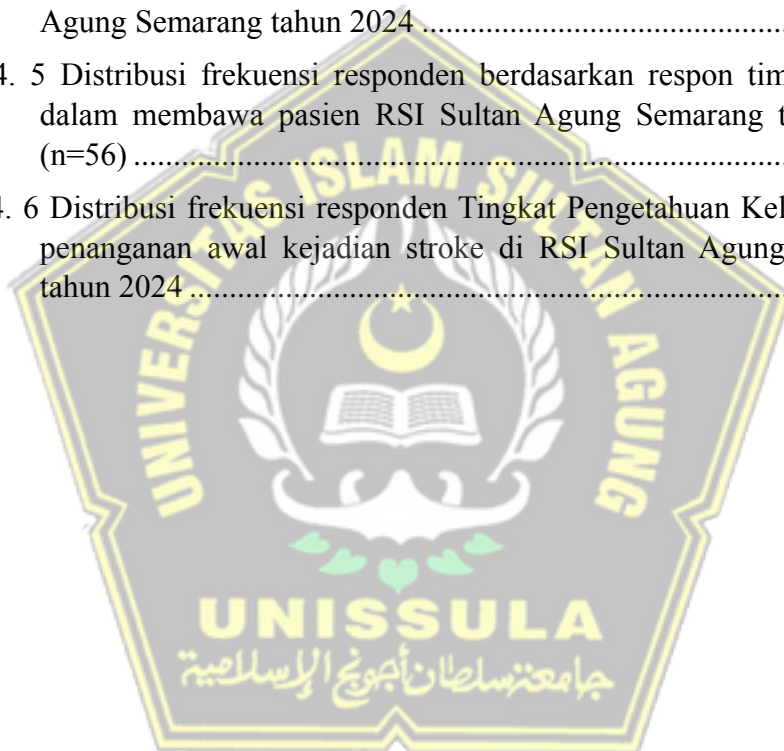 Agung Semarang tahun 2024 ................................................
4. 5 Distribusi frekuensi responden berdasarkan respon tim
dalam membawa pasien RSI Sultan Agung Semarang t
(n=56) ....................................................................................
4. 6 Distribusi frekuensi responden Tingkat Pengetahuan Kel
penanganan awal kejadian stroke di RSI Sultan Agung
tahun 2024 .............................................................................
UNIVERSITAS ISLAM SULTAN AGUNG
UNISSULA
جامعتنسلطان أجونج الإسلامية